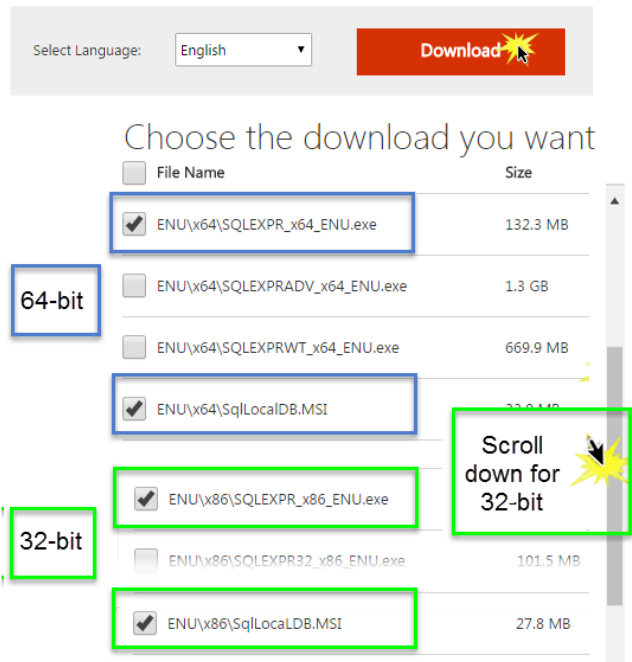 Select Language: English Download
Choose the download you want
File Name Size
ENU\x64\SQLEXPR_x64_ENU.exe 132.3 MB
64-bit
ENU\x64\SQLEXPRADV_x64_ENU.exe 1.3 GB
ENU\x64\SQLEXPRWT_x64_ENU.exe 669.9 MB
ENU\x64\SqlLocalDB.MSI MB
Scroll
down for
32-bit
ENU\x86\SQLEXPR_x86_ENU.exe
32-bit
ENU\x86\SQLEXPR32_x86_ENU.exe 101.5 MB
ENU\x86\SqlLocaLDB.MSI 27.8 MB